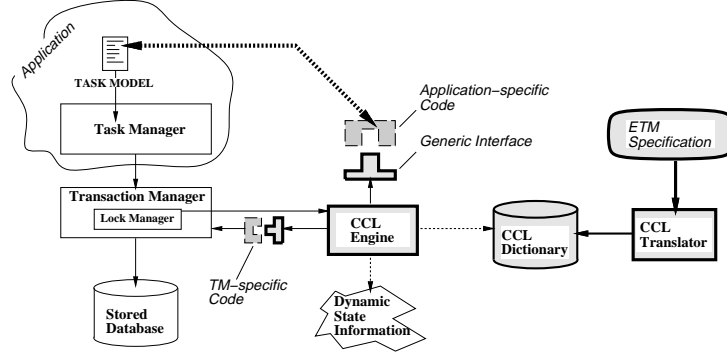 Application
TASK MODEL
Task Manager
Transaction Manager
Lock Manager
Stored
Database
TM-specific
Code
Application-specific
Code
Generic Interface
CCL
Engine
Dynamic
State
Information
CCL
Dictionary
ETM
Specification
CCL
Translator